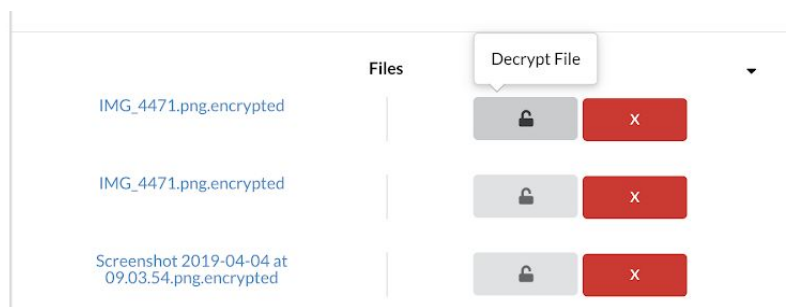 Decrypt File
Files
IMG_4471.png.encrypted
X
IMG_4471.png.encrypted
X
Screenshot 2019-04-04 at
09.03.54.png.encrypted
X